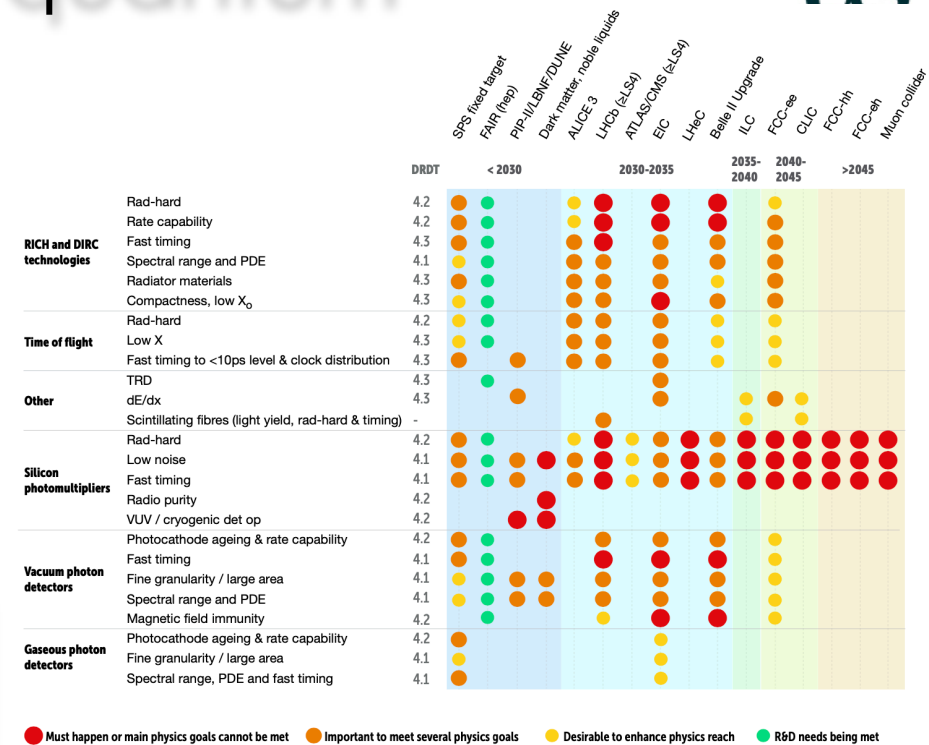 SPS fixed target
FAIR (hep)
PIP-II/LBNF/DUNE
Dark matter, noble liquids
ALICE 3
LHCb (≥LS4)
ATLAS/CMS (≥LS4)
EIC
LHeC
Belle II Upgrade
ILC
FCC-ee
CLIC
FCC-hh
FCC-eh
Muon collider
DRDT
< 2030
2030-2035
2035-
2040
2040-
2045
>2045
RICH and DIRC
technologies
Rad-hard 4.2
Rate capability 4.2
Fast timing 4.3
Spectral range and PDE 4.1
Radiator materials 4.3
Compactness, low X₀ 4.3
Time of flight
Rad-hard 4.2
Low X 4.3
Fast timing to <10ps level & clock distribution 4.3
Other
TRD 4.3
dE/dx 4.3
Scintillating fibres (light yield, rad-hard & timing) -
Silicon
photomultipliers
Rad-hard 4.2
Low noise 4.1
Fast timing 4.1
Radio purity 4.2
VUV / cryogenic det op 4.2
Vacuum photon
detectors
Photocathode ageing & rate capability 4.2
Fast timing 4.1
Fine granularity / large area 4.1
Spectral range and PDE 4.1
Magnetic field immunity 4.2
Gaseous photon
detectors
Photocathode ageing & rate capability 4.2
Fine granularity / large area 4.1
Spectral range, PDE and fast timing 4.1
Must happen or main physics goals cannot be met
Important to meet several physics goals
Desirable to enhance physics reach
R&D needs being met